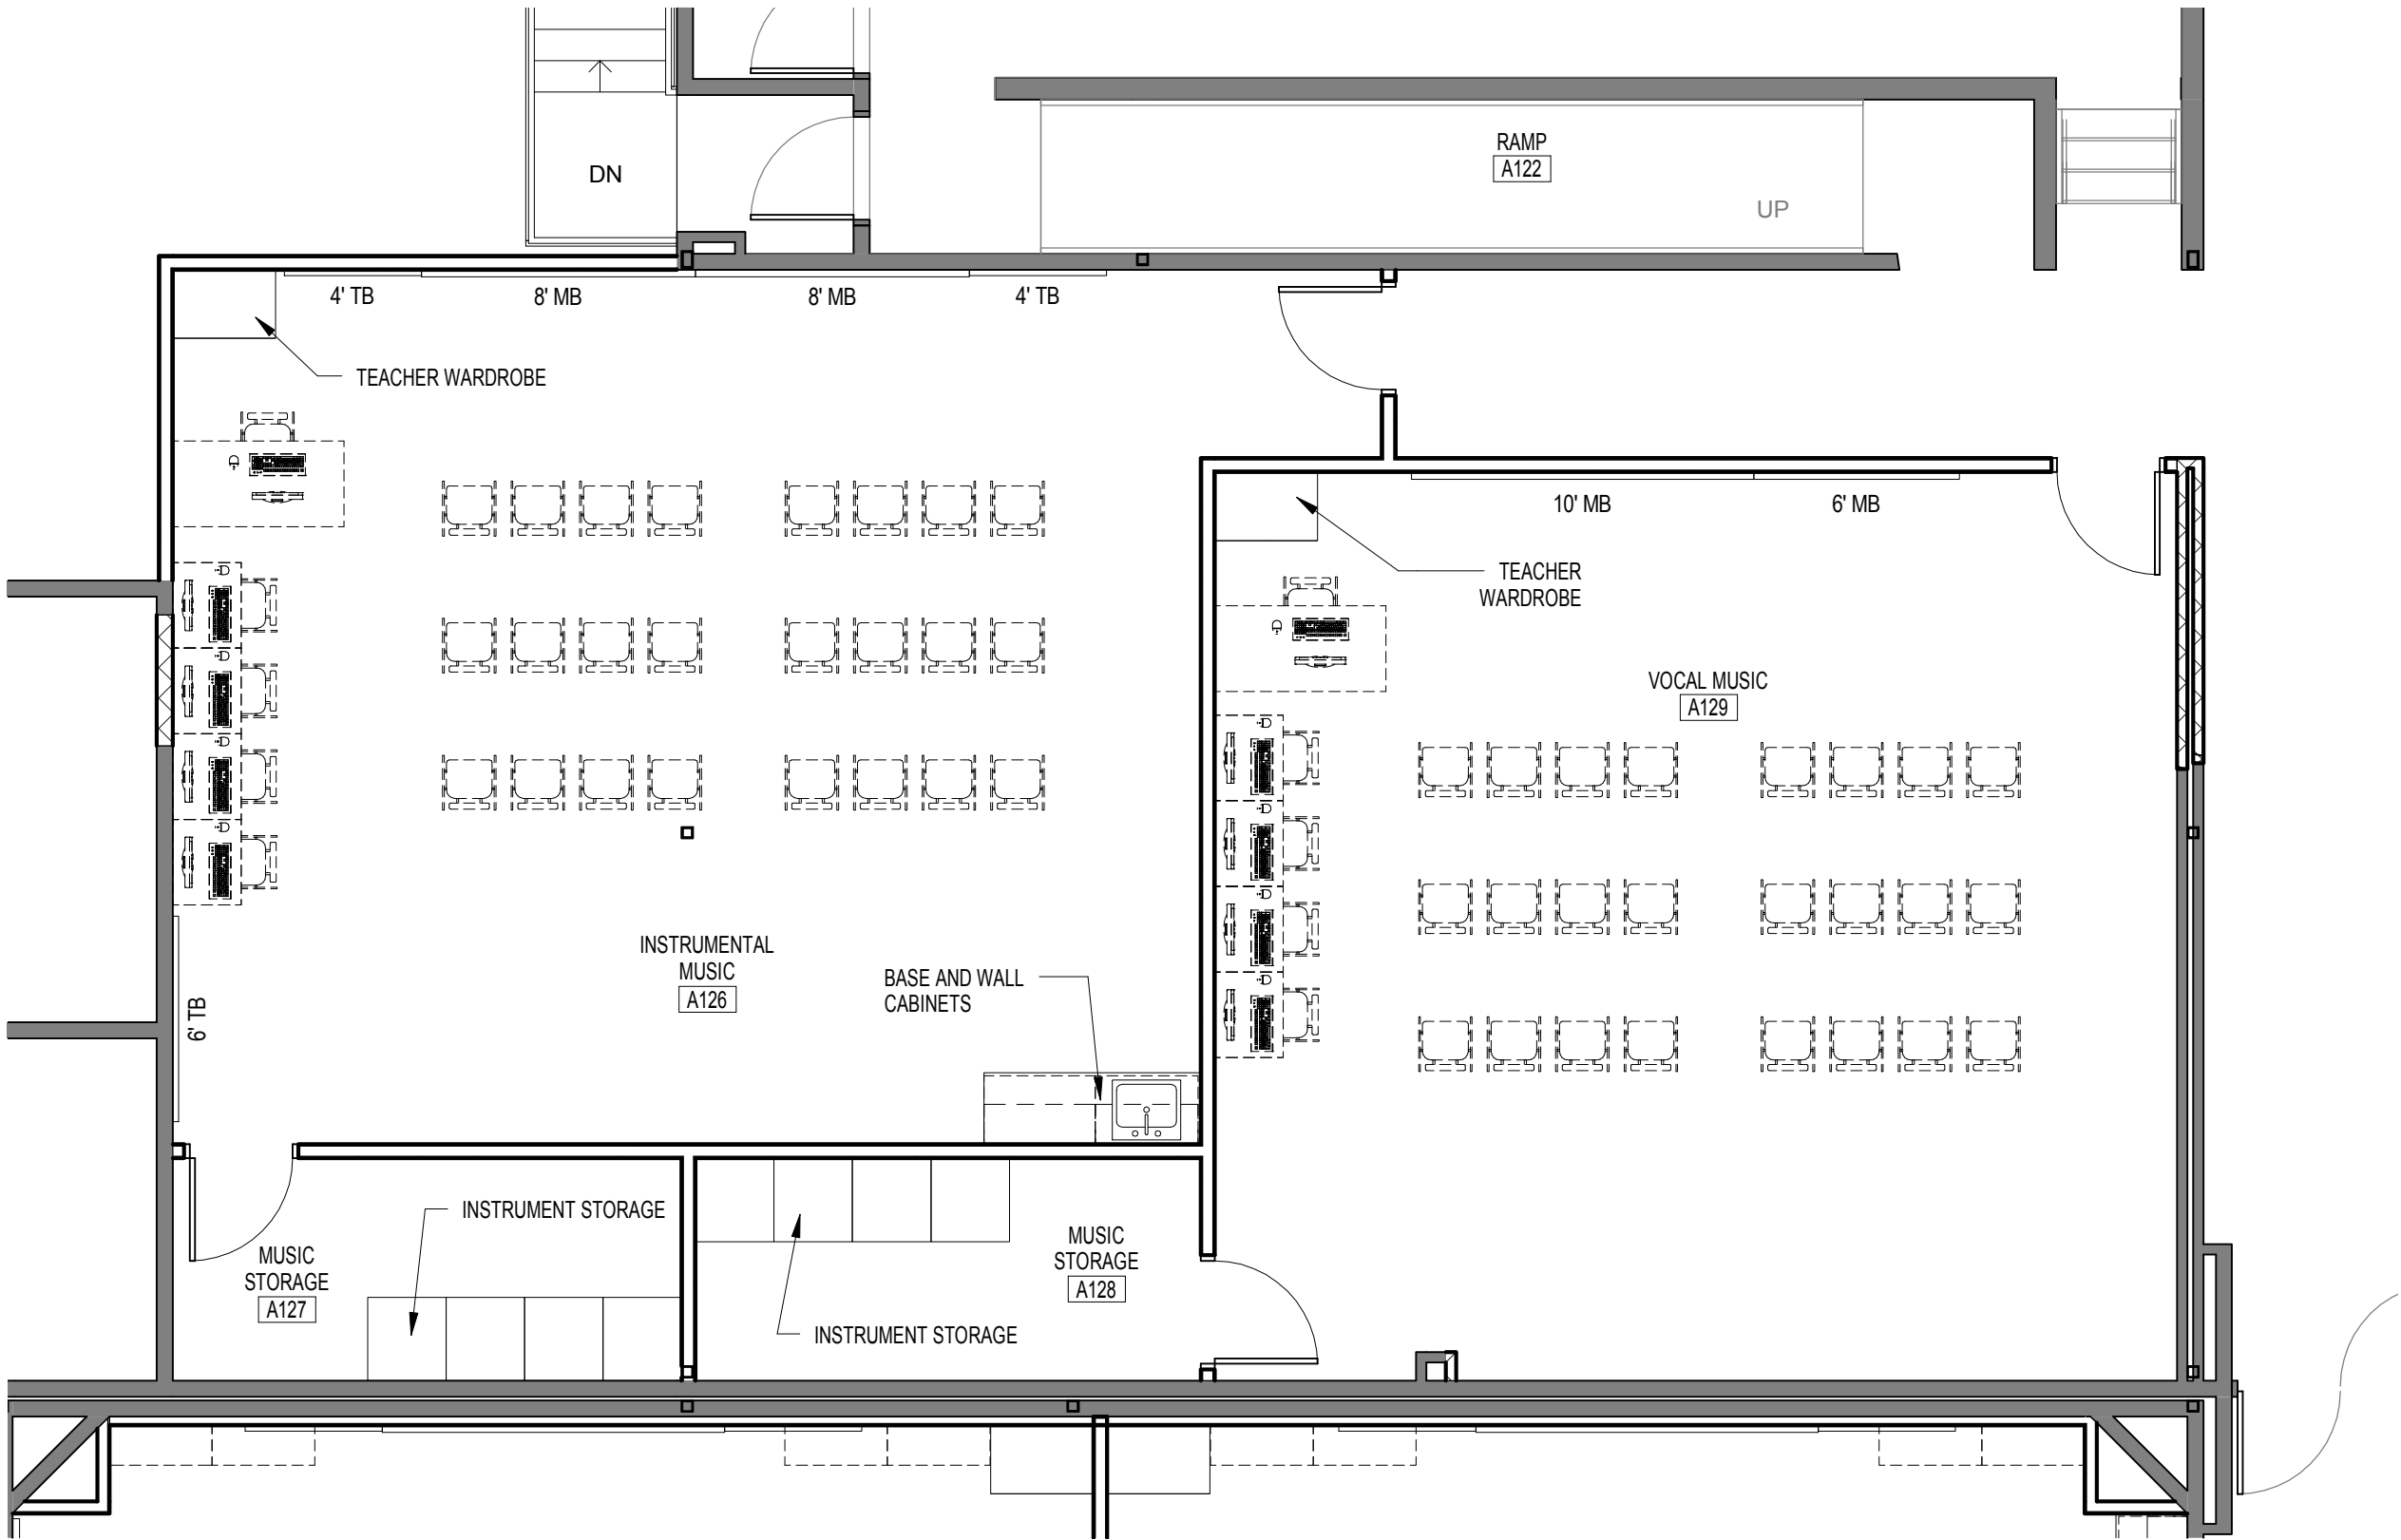 RAMP
A122
DN
UP
4' TB
8' MB
8' MB
4' TB
TEACHER WARDROBE
10' MB
6' MB
TEACHER
WARDROBE
VOCAL MUSIC
A129
INSTRUMENTAL
MUSIC
A126
BASE AND WALL
CABINETS
6' TB
INSTRUMENT STORAGE
MUSIC
STORAGE
A127
MUSIC
STORAGE
A128
INSTRUMENT STORAGE